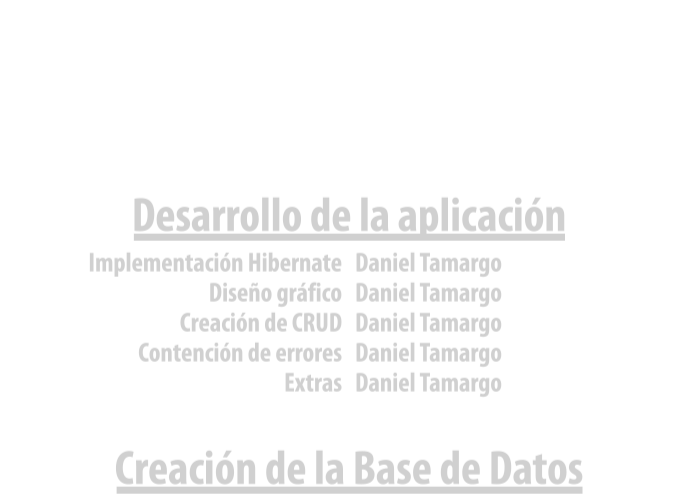 Desarrollo de la aplicación
Implementación Hibernate Daniel Tamargo
Diseño gráfico Daniel Tamargo
Creación de CRUD Daniel Tamargo
Contención de errores Daniel Tamargo
Extras Daniel Tamargo
Creación de la Base de Datos